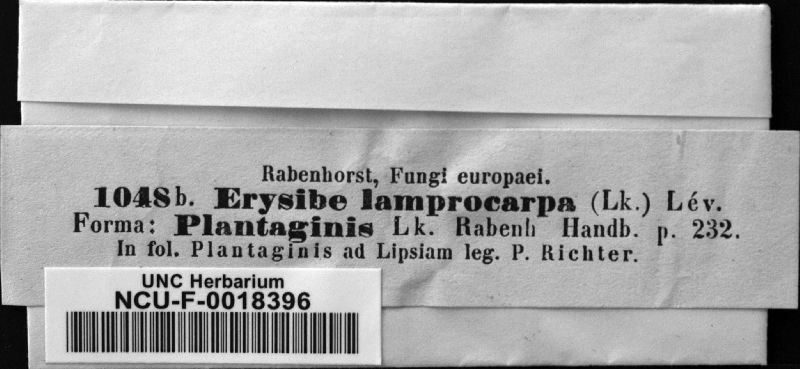 Rabenhorst, Fungi europaei.
1048b. Erysibe lamprocarpa (Lk.) Lév.
Forma: Plantaginis Lk. Rabenh Handb. p. 232.
In fol. Plantaginis ad Lipsiam leg. P. Richter.
UNC Herbarium
NCU-F-0018396